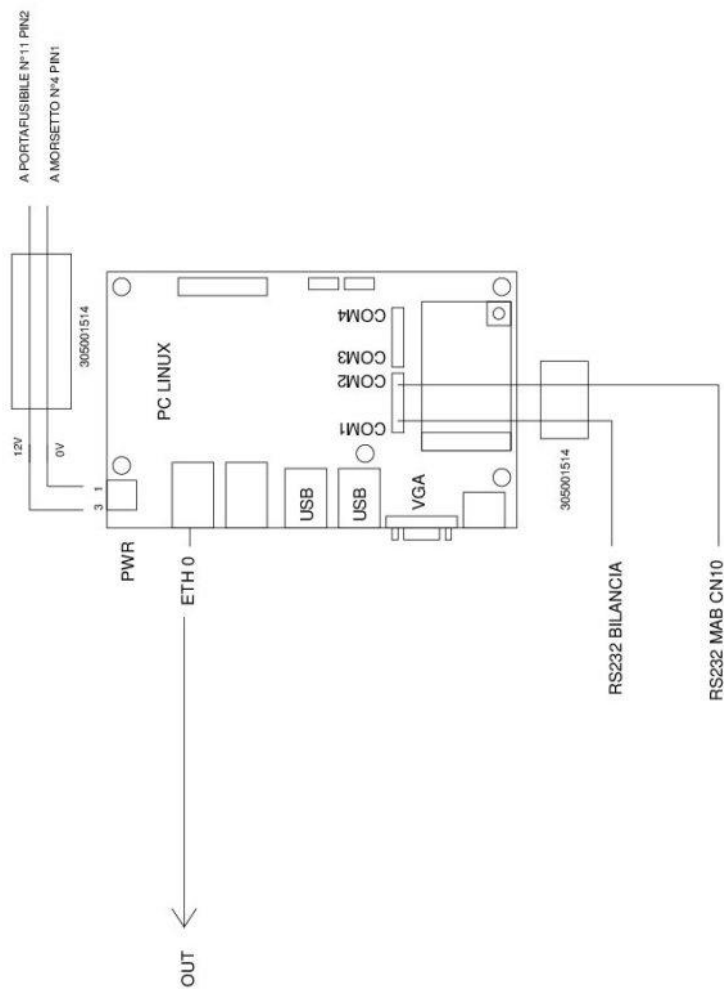 A PORTAFUSIBILE N°11 PIN2
A MORSETTO N°4 PIN1
305001514
12V
0V
3
1
PWR
PC LINUX
COM4
COM3
COM2
COM1
ETH 0
USB
USB
VGA
305001514
OUT
RS232 BILANCIA
RS232 MAB CN10